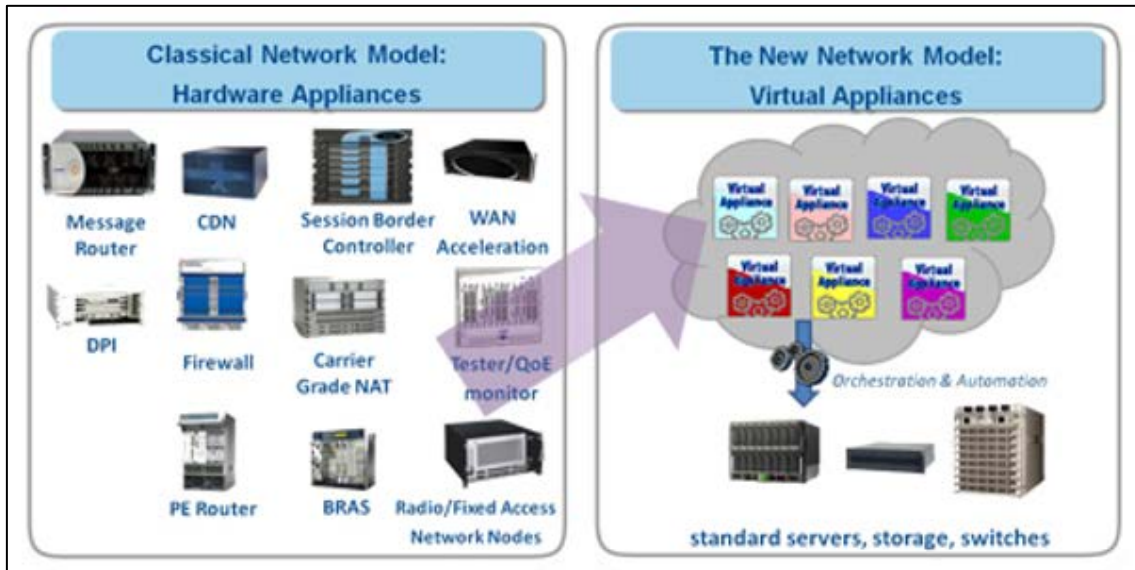 Classical Network Model:
Hardware Appliances
Message
Router
CDN
Session Border
Controller
WAN
Acceleration
DPI
Firewall
Carrier
Grade NAT
Tester/QoE
monitor
PE Router
BRAS
Radio/Fixed Access
Network Nodes
The New Network Model:
Virtual Appliances
Virtual
Appliance
Virtual
Appliance
Virtual
Appliance
Virtual
Appliance
Virtual
Appliance
Virtual
Appliance
Virtual
Appliance
Orchestration & Automation
standard servers, storage, switches